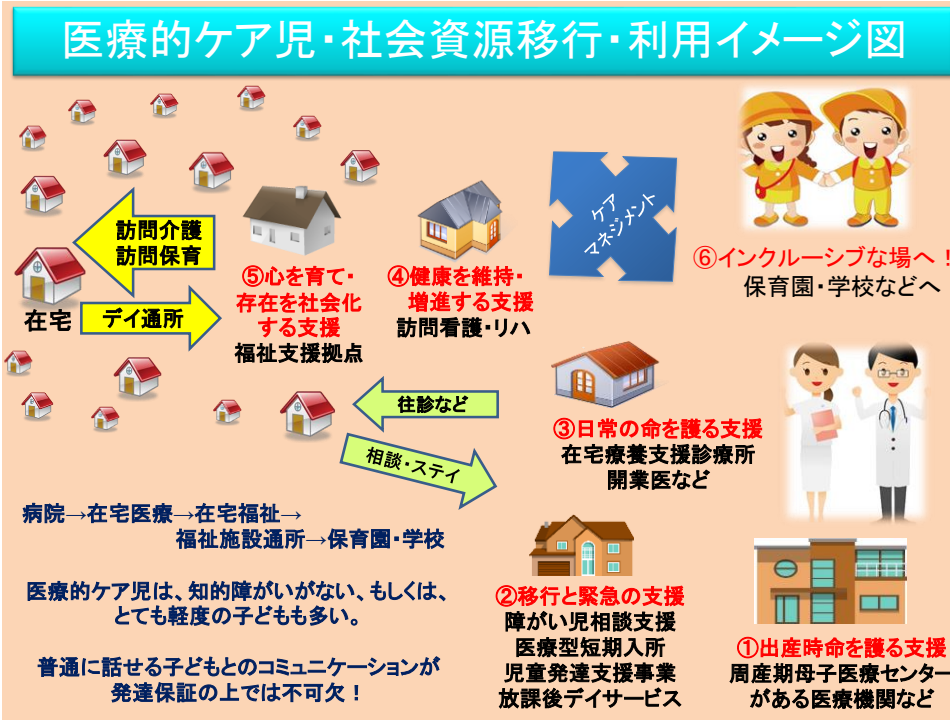 医療的ケア児・社会資源移行・利用イメージ図
訪問介護
訪問保育
在宅
デイ通所
⑤心を育て・
存在を社会化
する支援
福祉支援拠点
④健康を維持・
増進する支援
訪問看護・リハ
ケア
マネジメント
⑥インクルーシブな場へ！
保育園・学校などへ
往診など
相談・ステイ
③日常の命を護る支援
在宅療養支援診療所
開業医など
病院→在宅医療→在宅福祉→
福祉施設通所→保育園・学校
医療的ケア児は、知的障がいがない、もしくは、
とても軽度の子どもも多い。
普通に話せる子どもとのコミュニケーションが
発達保証の上では不可欠！
②移行と緊急の支援
障がい児相談支援
医療型短期入所
児童発達支援事業
放課後デイサービス
①出産時命を護る支援
周産期母子医療センター
がある医療機関など